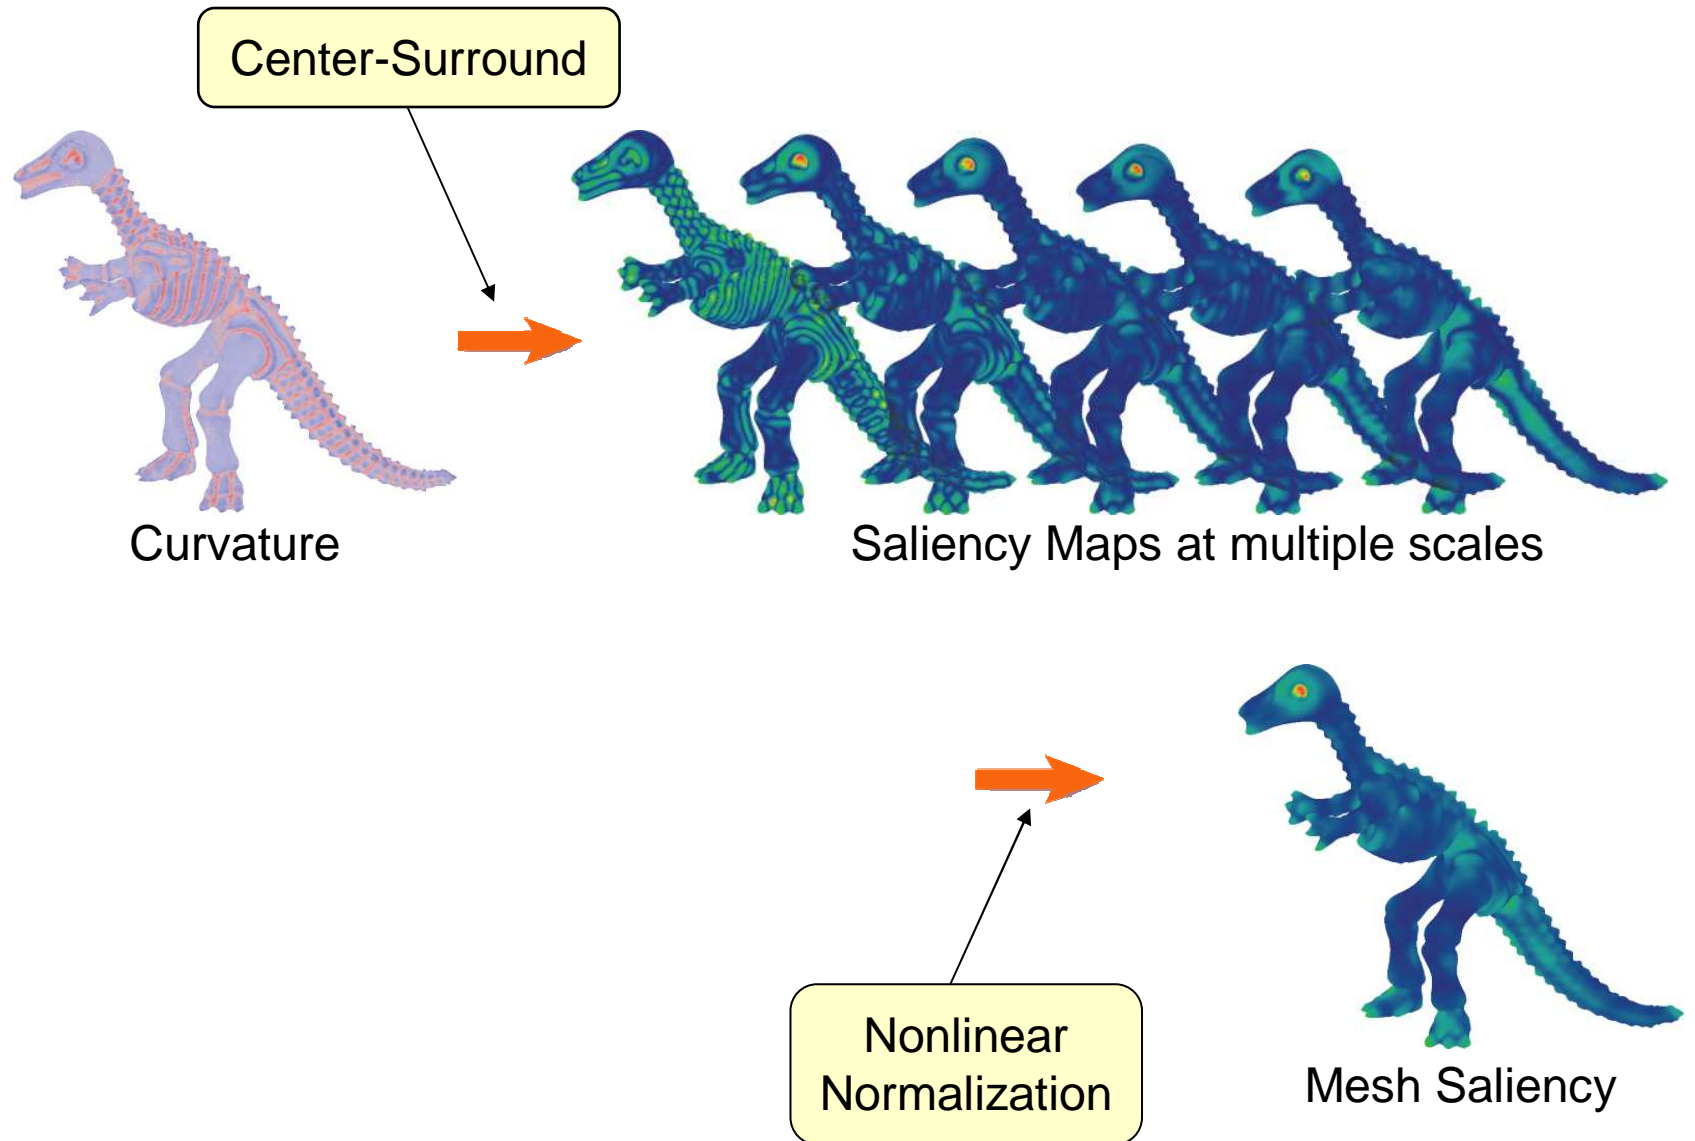 Center-Surround
Curvature
Saliency Maps at multiple scales
Nonlinear
Normalization
Mesh Saliency